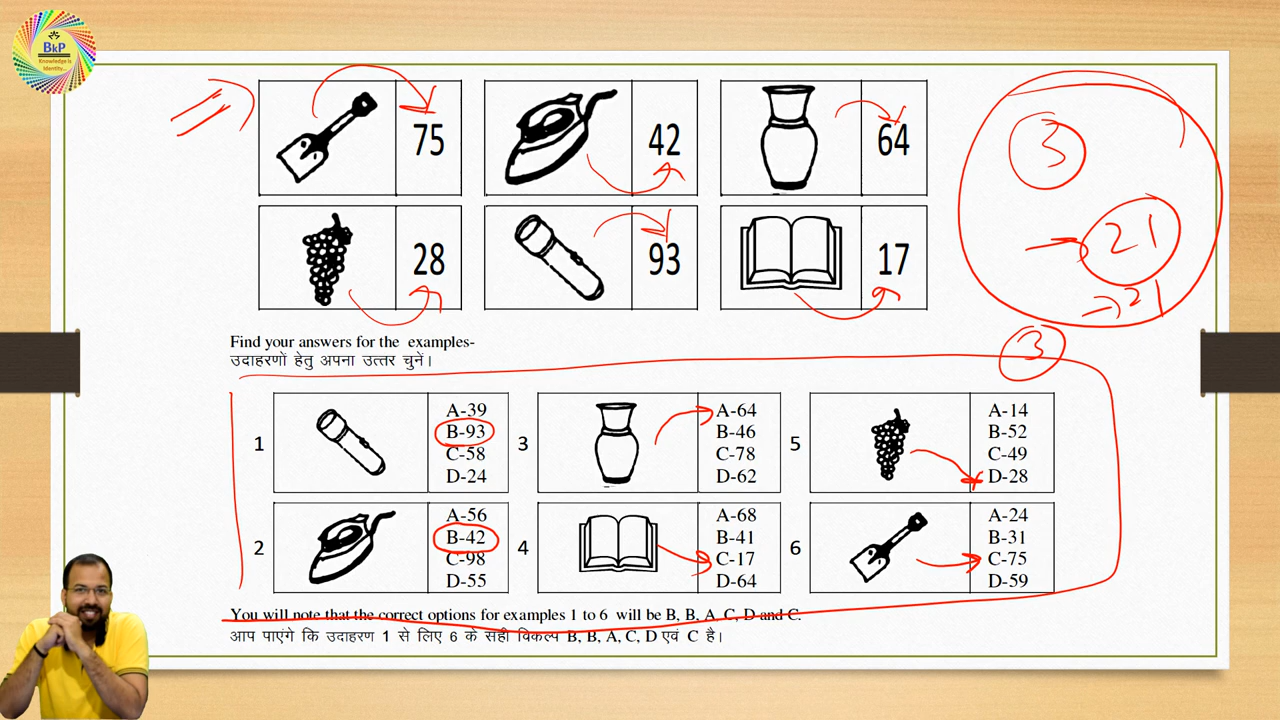 BkP
Knowledge is
Identity...
75
42
64
28
93
17
3
21
21
3
Find your answers for the examples-
उदाहरणों हेतु अपना उत्तर चुनें।
1
A-39
B-93
C-58
D-24
3
A-64
B-46
C-78
D-62
5
A-14
B-52
C-49
D-28
2
A-56
B-42
C-98
D-55
4
A-68
B-41
C-17
D-64
6
A-24
B-31
C-75
D-59
You will note that the correct options for examples 1 to 6 will be B, B, A, C, D and C.
आप पाएंगे कि उदाहरण 1 से लिए 6 के सही विकल्प B, B, A, C, D एवं C है।